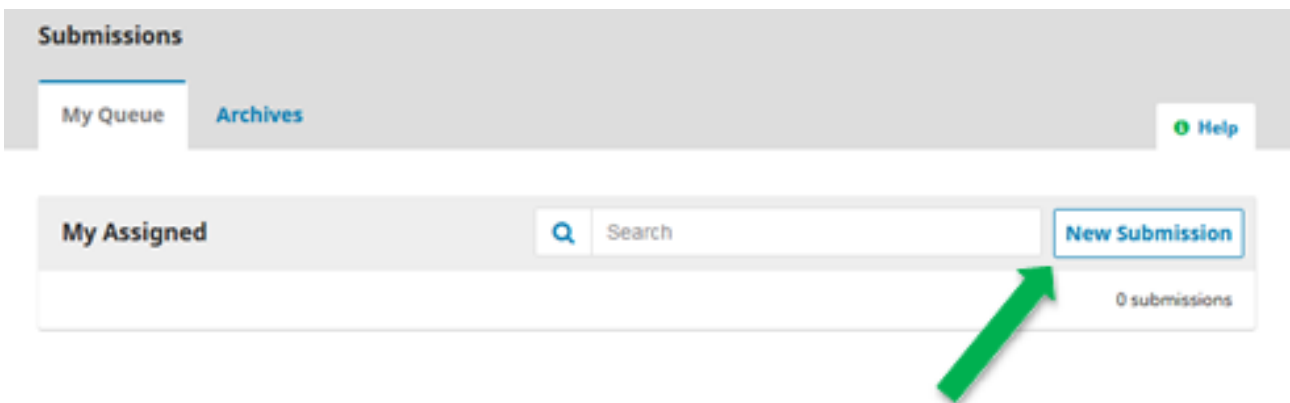 Submissions
My Queue Archives
Help
My Assigned Search New Submission
0 submissions